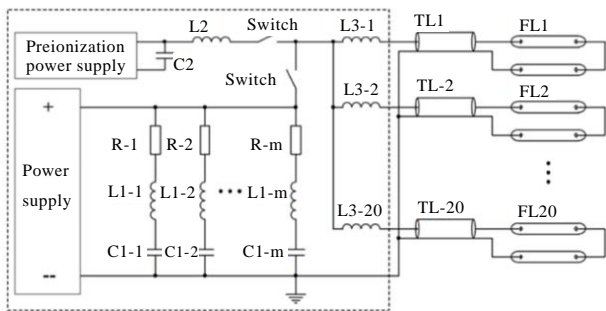 L2
Switch
L3-1
TL1
FL1
Preionization
power supply
C2
Switch
L3-2
TL-2
FL2
+
R-1
R-2
R-m
Power
supply
L1-1
L1-2
•••
L1-m
L3-20
TL-20
FL20
C1-1
C1-2
C1-m
--